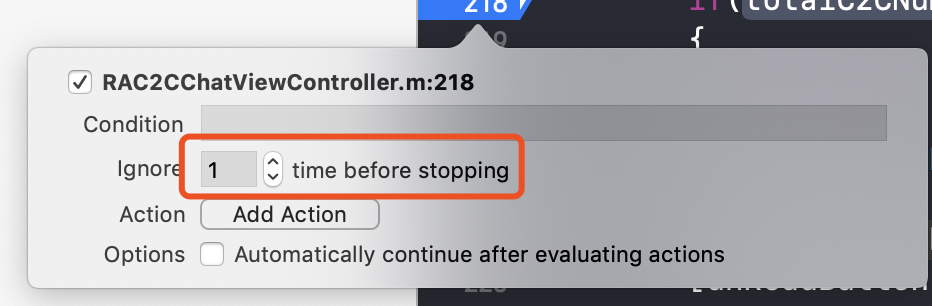 218
if(totalC2CNu
{
RAC2CChatViewController.m:218
Condition
Ignore 1 time before stopping
Action Add Action
Options Automatically continue after evaluating actions